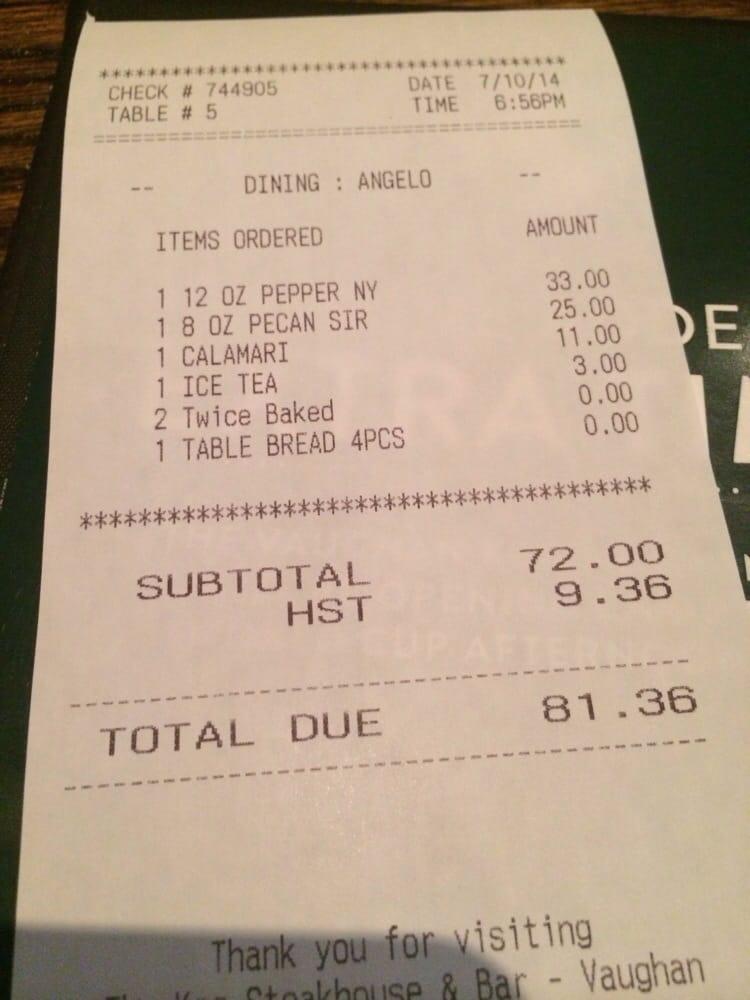 ****************************************
CHECK # 744905 DATE 7/10/14
TABLE # 5 TIME 6:56PM
========================================
-- DINING : ANGELO --
ITEMS ORDERED AMOUNT
1 12 OZ PEPPER NY 33.00
1 8 OZ PECAN SIR 25.00
1 CALAMARI 11.00
1 ICE TEA 3.00
2 Twice Baked 0.00
1 TABLE BREAD 4PCS 0.00
****************************************
SUBTOTAL 72.00
HST 9.36
----------------------------------------
TOTAL DUE 81.36
----------------------------------------
Thank you for visiting
The Keg Steakhouse & Bar - Vaughan